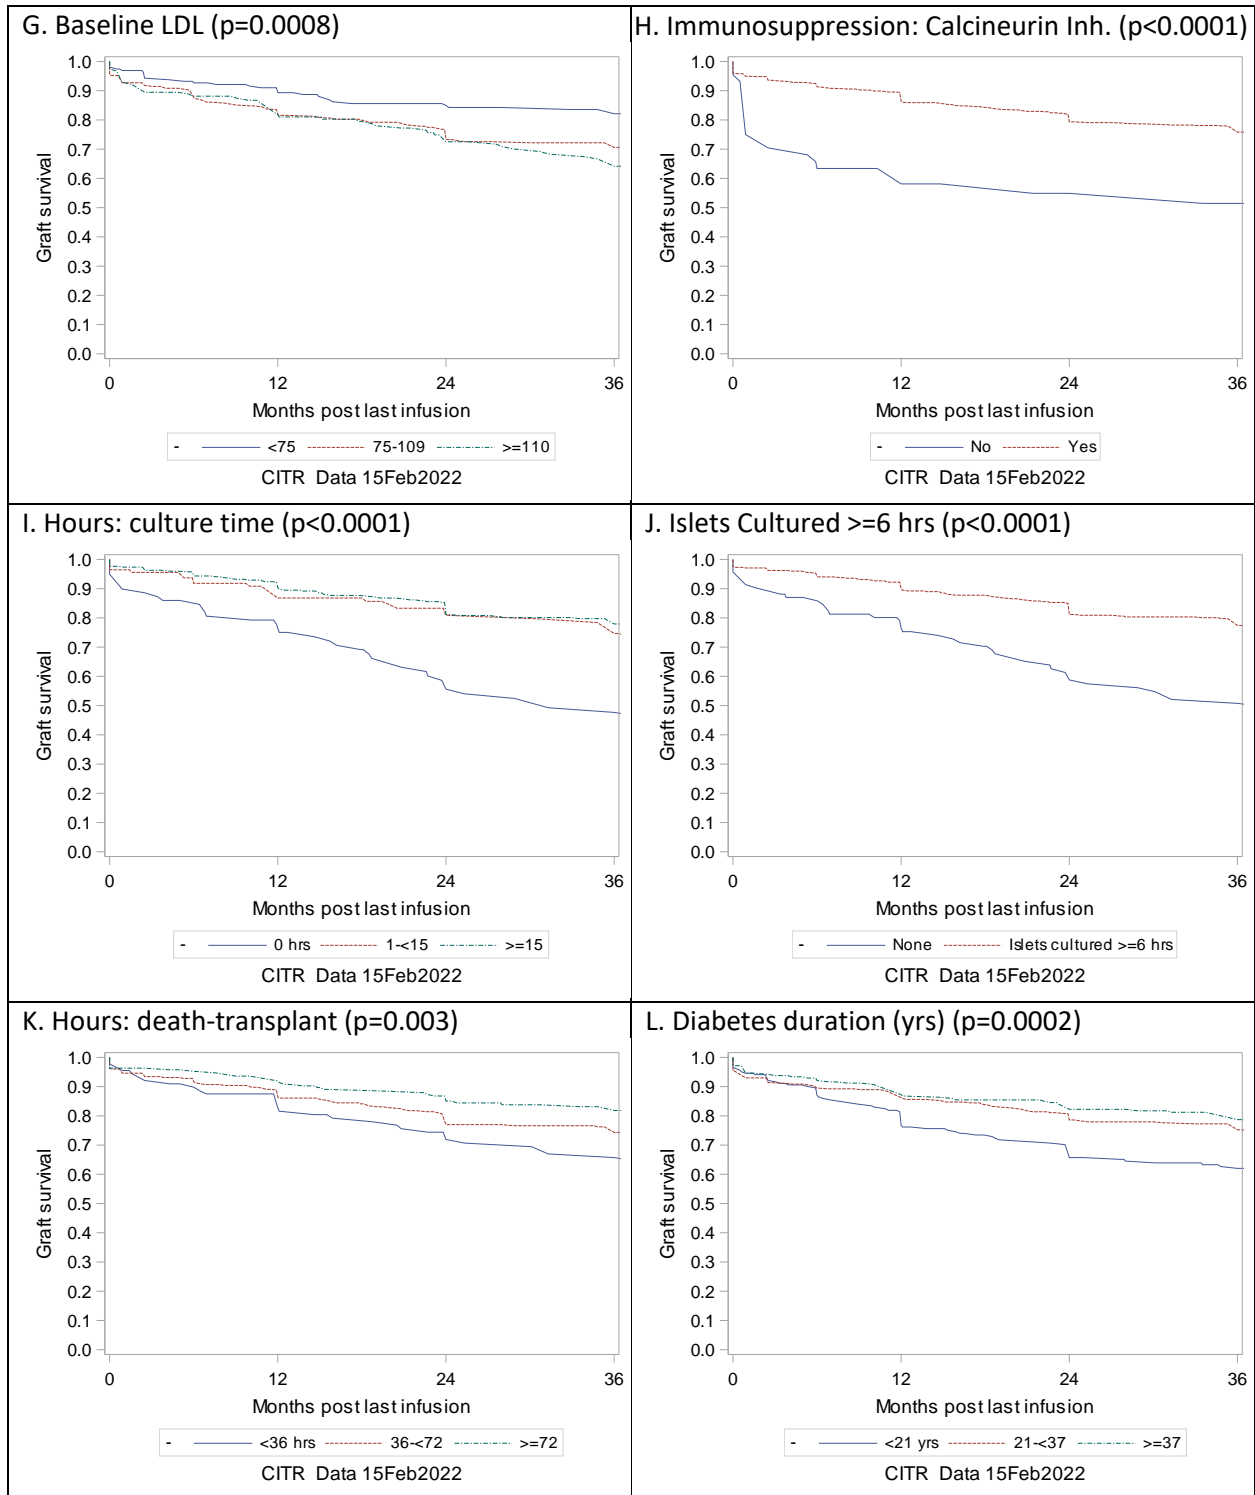 G. Baseline LDL (p=0.0008)
1.0
0.9
0.8
0.7
0.6
0.5
0.4
0.3
0.2
0.1
0.0
Graft survival
0 12 24 36
Months post last infusion
- <75 75-109 >=110
CITR Data 15Feb2022
H. Immunosuppression: Calcineurin Inh. (p<0.0001)
1.0
0.9
0.8
0.7
0.6
0.5
0.4
0.3
0.2
0.1
0.0
Graft survival
0 12 24 36
Months post last infusion
- No Yes
CITR Data 15Feb2022
I. Hours: culture time (p<0.0001)
1.0
0.9
0.8
0.7
0.6
0.5
0.4
0.3
0.2
0.1
0.0
Graft survival
0 12 24 36
Months post last infusion
- 0 hrs 1-<15 >=15
CITR Data 15Feb2022
J. Islets Cultured >=6 hrs (p<0.0001)
1.0
0.9
0.8
0.7
0.6
0.5
0.4
0.3
0.2
0.1
0.0
Graft survival
0 12 24 36
Months post last infusion
- None Islets cultured >=6 hrs
CITR Data 15Feb2022
K. Hours: death-transplant (p=0.003)
1.0
0.9
0.8
0.7
0.6
0.5
0.4
0.3
0.2
0.1
0.0
Graft survival
0 12 24 36
Months post last infusion
- <36 hrs 36-<72 >=72
CITR Data 15Feb2022
L. Diabetes duration (yrs) (p=0.0002)
1.0
0.9
0.8
0.7
0.6
0.5
0.4
0.3
0.2
0.1
0.0
Graft survival
0 12 24 36
Months post last infusion
- <21 yrs 21-<37 >=37
CITR Data 15Feb2022